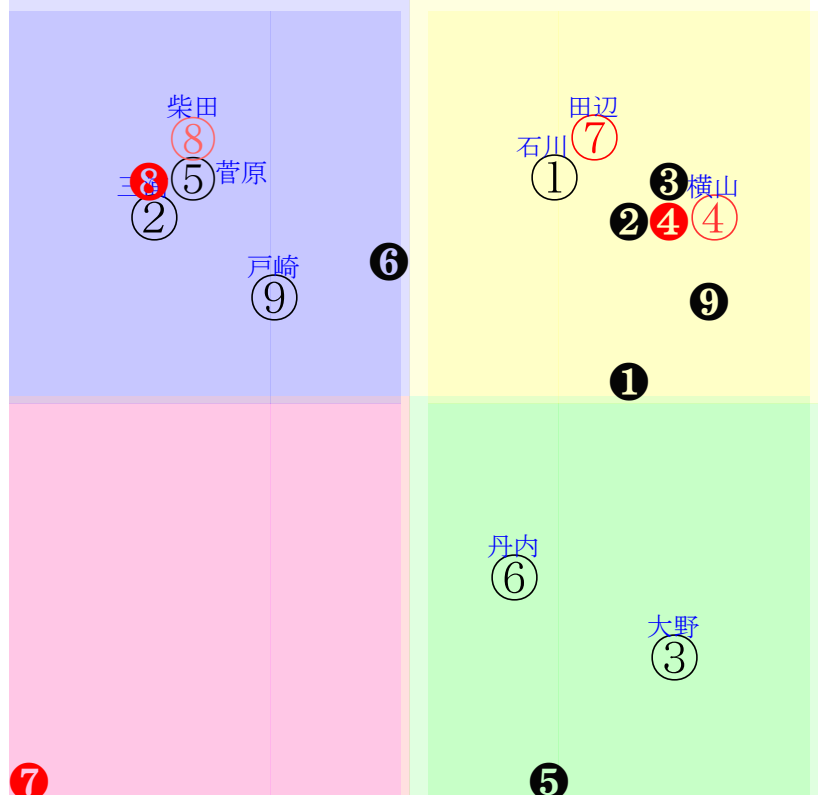 柴田
田辺
⑧
⑦
石川
❽
⑤
菅原
①
❸
横山
②
❷
❹
④
戸崎
❻
⑨
❾
❶
丹内
⑥
大野
③
❼
❺